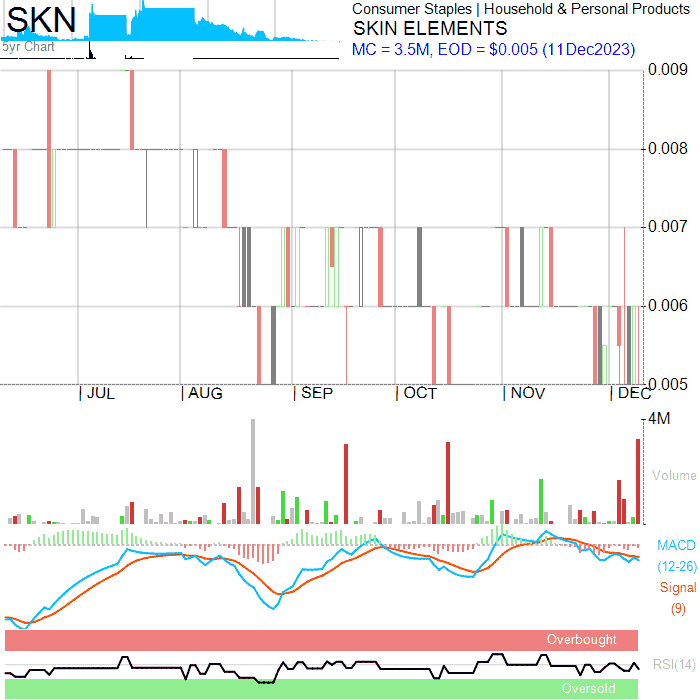 SKN
5yr Chart
Consumer Staples | Household & Personal Products
SKIN ELEMENTS
MC = 3.5M, EOD = $0.005 (11Dec2023)
0.009
0.008
0.007
0.006
0.005
JUL
AUG
SEP
OCT
NOV
DEC
4M
Volume
MACD
(12-26)
Signal
(9)
Overbought
RSI(14)
Oversold